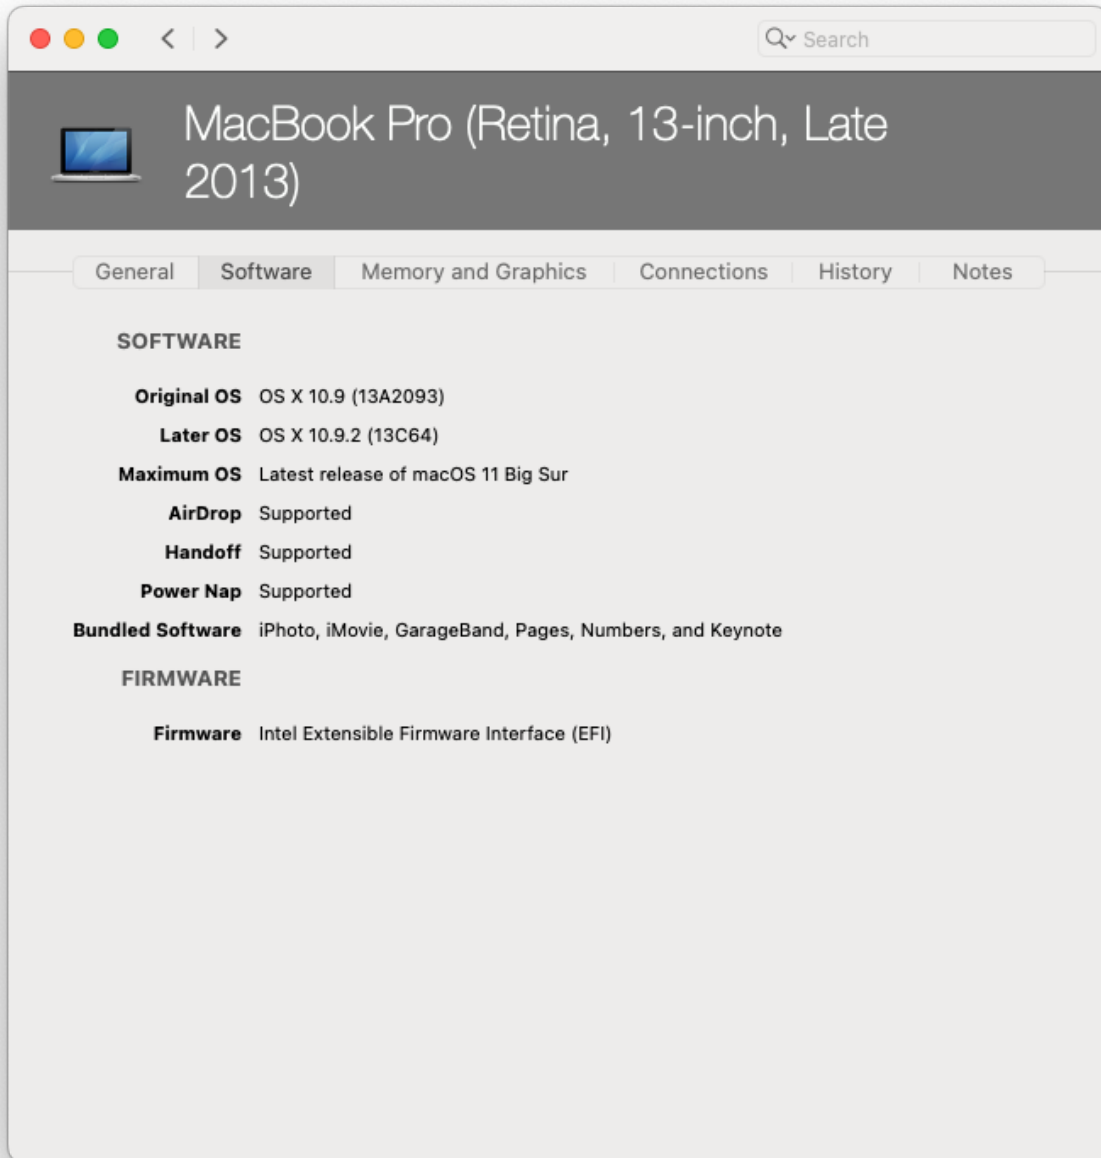 Search
MacBook Pro (Retina, 13-inch, Late
2013)
General Software Memory and Graphics Connections History Notes
SOFTWARE
Original OS OS X 10.9 (13A2093)
Later OS OS X 10.9.2 (13C64)
Maximum OS Latest release of macOS 11 Big Sur
AirDrop Supported
Handoff Supported
Power Nap Supported
Bundled Software iPhoto, iMovie, GarageBand, Pages, Numbers, and Keynote
FIRMWARE
Firmware Intel Extensible Firmware Interface (EFI)